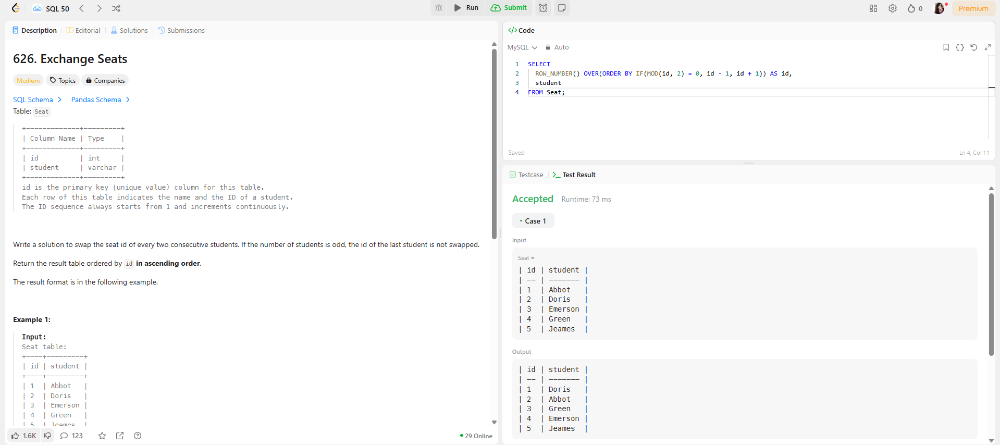 SQL 50
Run
Submit
0
Premium
Description
Editorial
Solutions
Submissions
626. Exchange Seats
Medium
Topics
Companies
SQL Schema
Pandas Schema
Table: Seat
+-------------+---------+
| Column Name | Type    |
+-------------+---------+
| id          | int     |
| student     | varchar |
+-------------+---------+
id is the primary key (unique value) column for this table.
Each row of this table indicates the name and the ID of a student.
The ID sequence always starts from 1 and increments continuously.
Write a solution to swap the seat id of every two consecutive students. If the number of students is odd, the id of the last student is not swapped.
Return the result table ordered by id in ascending order.
The result format is in the following example.
Example 1:
Input:
Seat table:
+----+---------+
| id | student |
+----+---------+
| 1  | Abbot   |
| 2  | Doris   |
| 3  | Emerson |
| 4  | Green   |
| 5  | Jeames  |
1.6K
123
29 Online
</> Code
MySQL
Auto
1 SELECT
2   ROW_NUMBER() OVER(ORDER BY IF(MOD(id, 2) = 0, id - 1, id + 1)) AS id,
3   student
4 FROM Seat;
Saved
Ln 4, Col 11
Testcase
>_ Test Result
Accepted
Runtime: 73 ms
• Case 1
Input
Seat =
| id | student |
| -- | ------- |
| 1  | Abbot   |
| 2  | Doris   |
| 3  | Emerson |
| 4  | Green   |
| 5  | Jeames  |
Output
| id | student |
| -- | ------- |
| 1  | Doris   |
| 2  | Abbot   |
| 3  | Green   |
| 4  | Emerson |
| 5  | Jeames  |